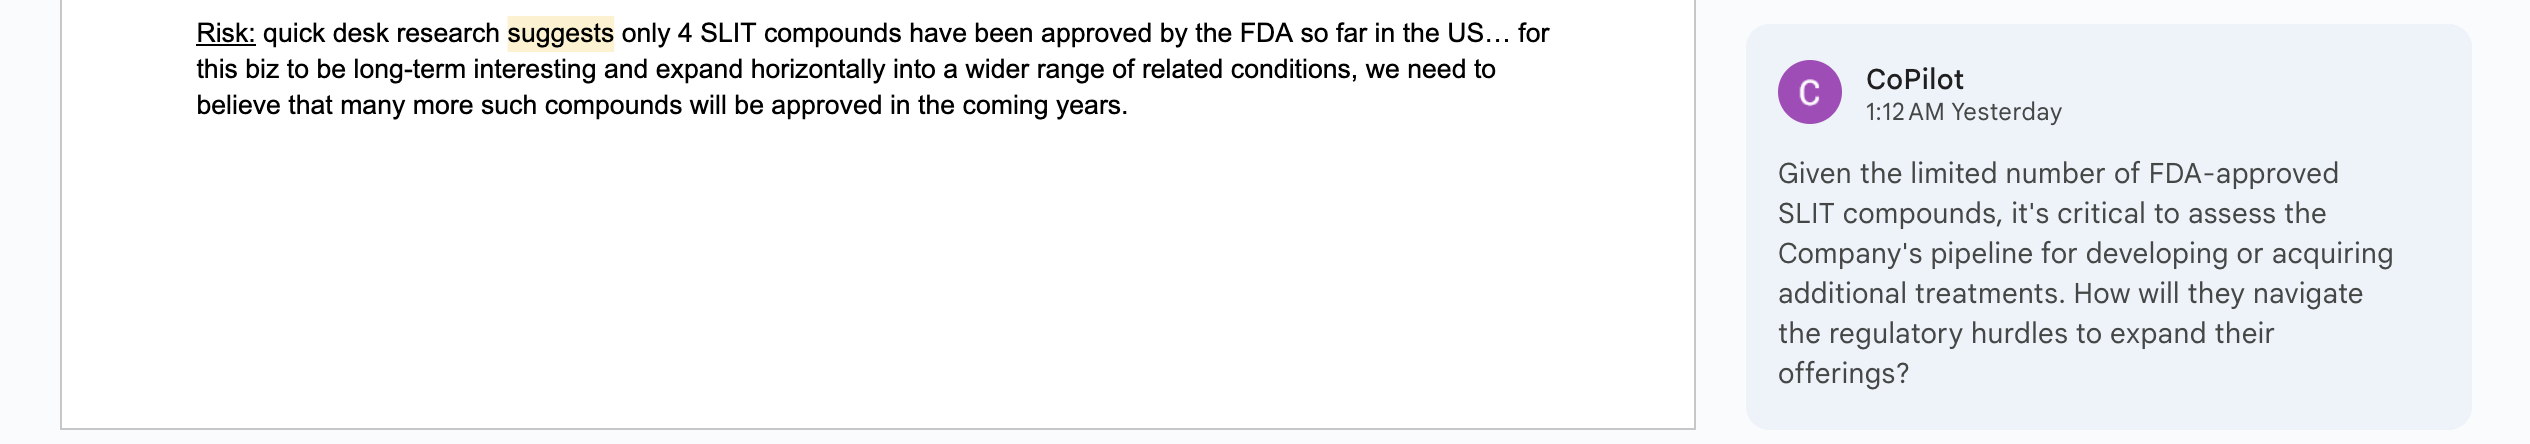 Risk: quick desk research suggests only 4 SLIT compounds have been approved by the FDA so far in the US… for
this biz to be long-term interesting and expand horizontally into a wider range of related conditions, we need to
believe that many more such compounds will be approved in the coming years.
C
CoPilot
1:12 AM Yesterday
Given the limited number of FDA-approved
SLIT compounds, it's critical to assess the
Company's pipeline for developing or acquiring
additional treatments. How will they navigate
the regulatory hurdles to expand their
offerings?